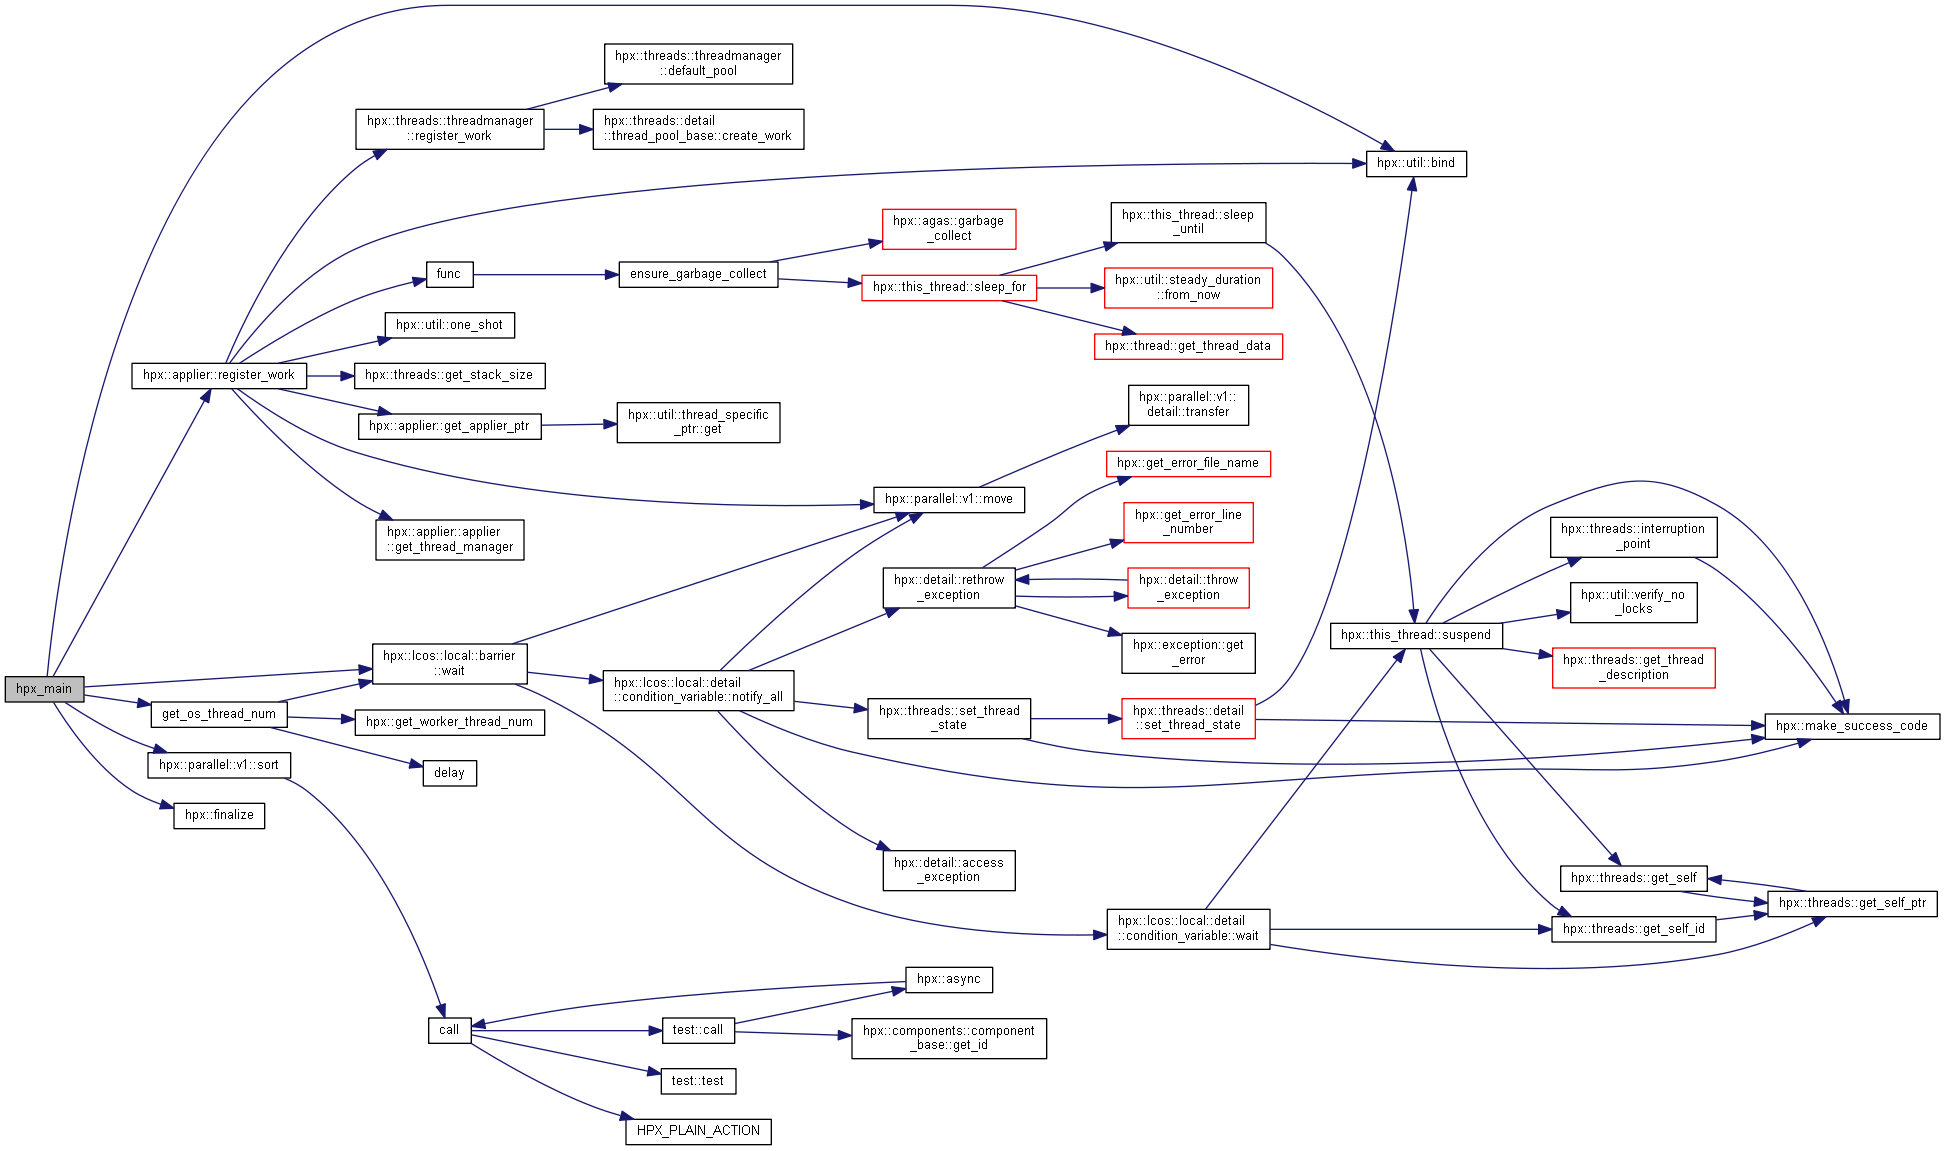 hpx_main
hpx::applier::register_work
get_os_thread_num
hpx::parallel::v1::sort
hpx::finalize
hpx::threads::threadmanager
::register_work
func
hpx::util::one_shot
hpx::threads::get_stack_size
hpx::applier::get_applier_ptr
hpx::applier::applier
::get_thread_manager
hpx::lcos::local::barrier
::wait
hpx::get_worker_thread_num
delay
call
hpx::threads::threadmanager
::default_pool
hpx::threads::detail
::thread_pool_base::create_work
ensure_garbage_collect
hpx::util::thread_specific
_ptr::get
hpx::lcos::local::detail
::condition_variable::notify_all
test::call
test::test
HPX_PLAIN_ACTION
hpx::agas::garbage
_collect
hpx::this_thread::sleep_for
hpx::parallel::v1::move
hpx::detail::rethrow
_exception
hpx::threads::set_thread
_state
hpx::detail::access
_exception
hpx::async
hpx::components::component
_base::get_id
hpx::this_thread::sleep
_until
hpx::util::steady_duration
::from_now
hpx::thread::get_thread_data
hpx::parallel::v1::
detail::transfer
hpx::get_error_file_name
hpx::get_error_line
_number
hpx::detail::throw
_exception
hpx::exception::get
_error
hpx::threads::detail
::set_thread_state
hpx::lcos::local::detail
::condition_variable::wait
hpx::util::bind
hpx::this_thread::suspend
hpx::threads::interruption
_point
hpx::util::verify_no
_locks
hpx::threads::get_thread
_description
hpx::threads::get_self
hpx::threads::get_self_id
hpx::make_success_code
hpx::threads::get_self_ptr